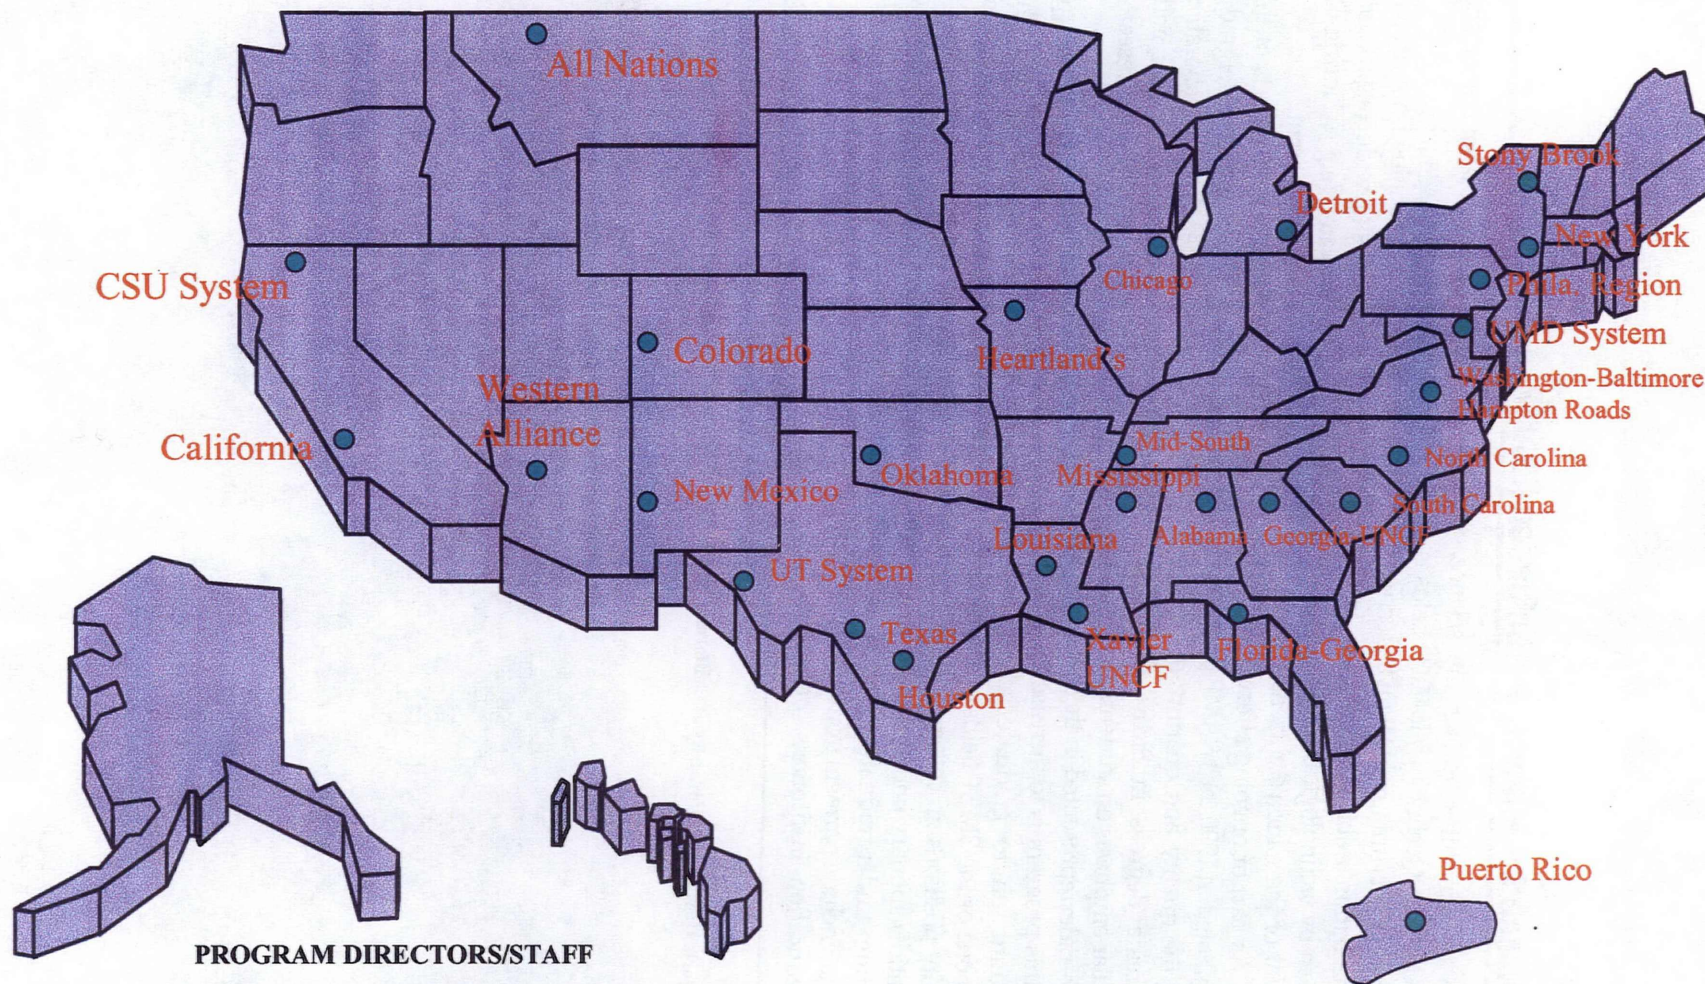 All Nations
Stony Brook
Detroit
New York
CSU System
Chicago
Phila. Region
UMD System
Colorado
Heartland's
Western
Alliance
Washington-Baltimore
Hampton Roads
California
Mid-South
North Carolina
Oklahoma
Mississippi
New Mexico
South Carolina
Louisiana
Alabama
Georgia-UNCF
UT System
Texas
Xavier
UNCF
Florida-Georgia
Houston
Puerto Rico
PROGRAM DIRECTORS/STAFF